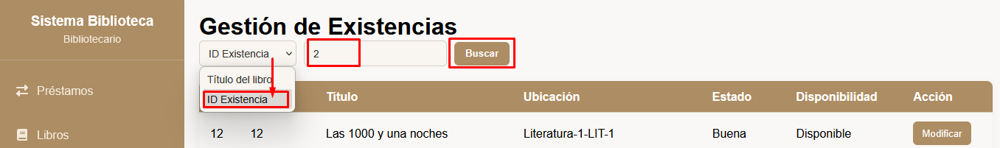 Sistema Biblioteca
Bibliotecario
Préstamos
Libros
Gestión de Existencias
ID Existencia 2 Buscar
Título del libro
ID Existencia
Título Ubicación Estado Disponibilidad Acción
12 12 Las 1000 y una noches Literatura-1-LIT-1 Buena Disponible Modificar